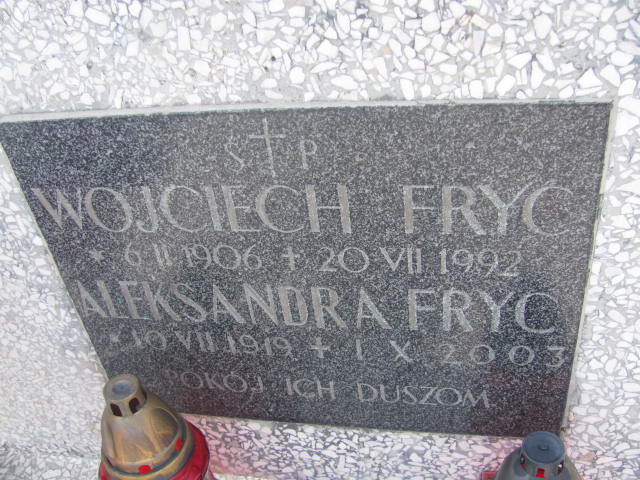 Ś † P
WOJCIECH FRYC
* 6 II 1906 + 20 VII 1992
ALEKSANDRA FRYC
* 10 VII 1919 + 1 X 2003
POKÓJ ICH DUSZOM